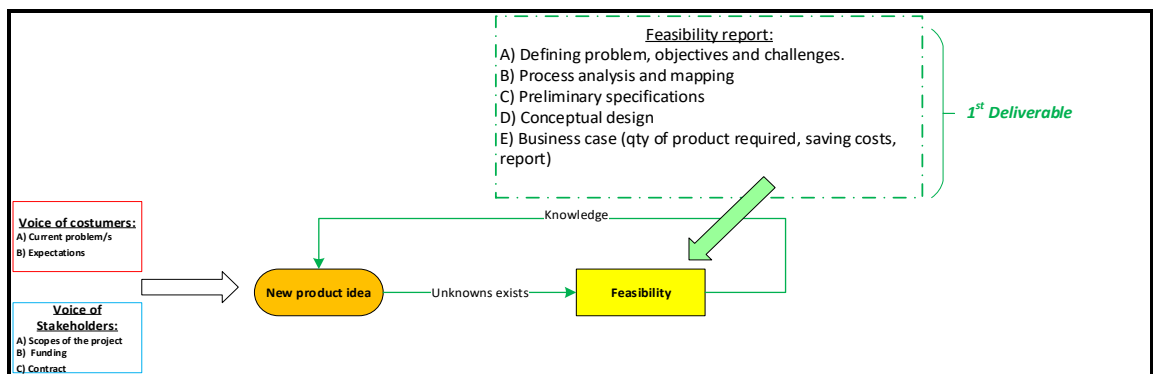 Feasibility report:
A) Defining problem, objectives and challenges.
B) Process analysis and mapping
C) Preliminary specifications
D) Conceptual design
E) Business case (qty of product required, saving costs,
report)
1st Deliverable
Voice of costumers:
A) Current problem/s
B) Expectations
Knowledge
New product idea
Unknowns exists
Feasibility
Voice of
Stakeholders:
A) Scopes of the project
B) Funding
C) Contract